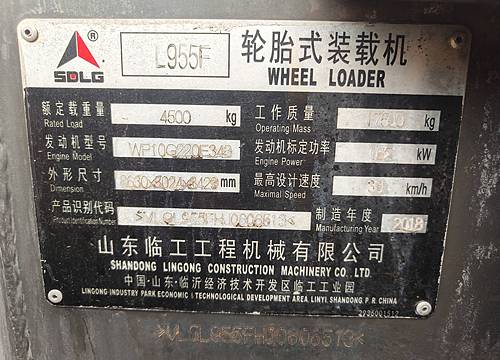 SDLG
L955F
轮胎式装载机
WHEEL LOADER
额定载重量 4500 kg
Rated Load
工作质量 kg
Operating Mass
发动机型号
Engine Model
发动机标定功率 kW
Engine Power
外形尺寸 mm
Dimension
最高设计速度 km/h
Maximal Speed
产品识别代码
Product Identification Number
制造年度 2018
Manufacturing Year
山东临工工程机械有限公司
SHANDONG LINGONG CONSTRUCTION MACHINERY CO., LTD
中国·山东·临沂经济技术开发区临工工业园
LINGONG INDUSTRY PARK ECONOMIC & TECHNOLOGICAL DEVELOPMENT AREA LINYI SHANDONG P.R.CHINA